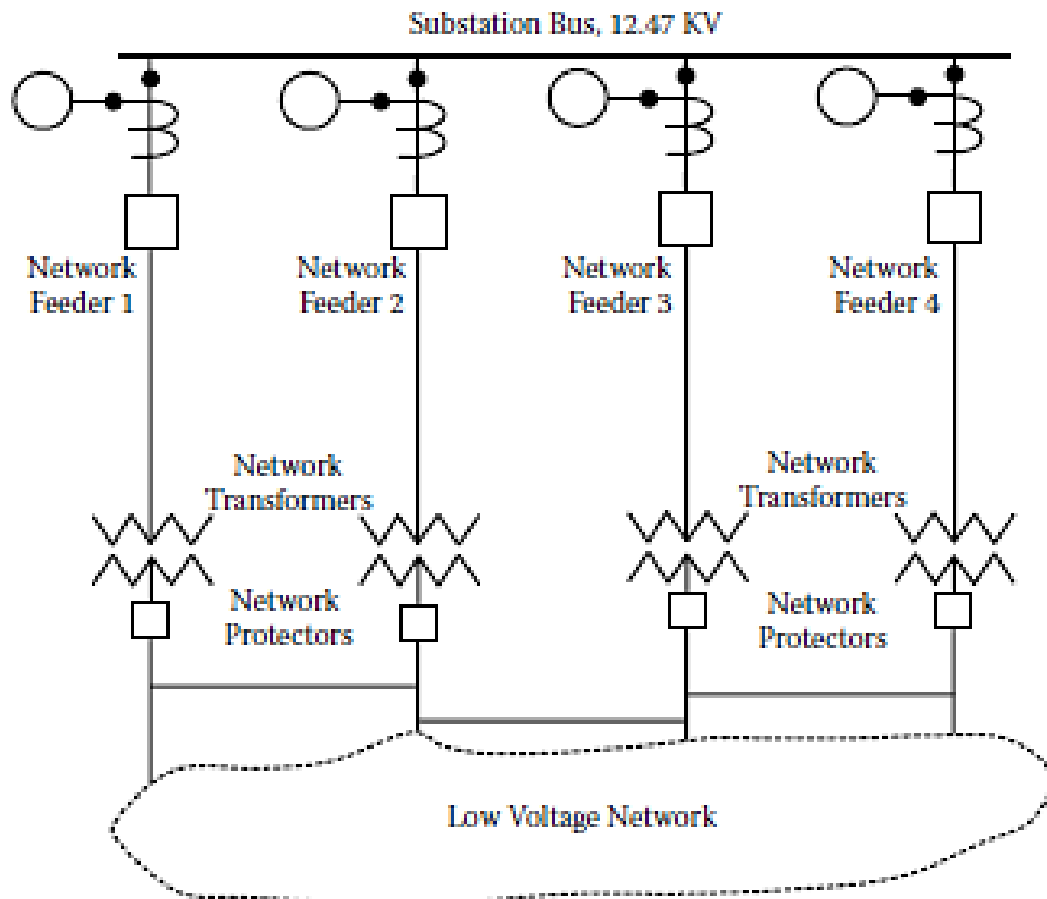 Substation Bus, 12.47 KV
Network
Feeder 1
Network
Feeder 2
Network
Feeder 3
Network
Feeder 4
Network
Transformers
Network
Transformers
Network
Protectors
Network
Protectors
Low Voltage Network